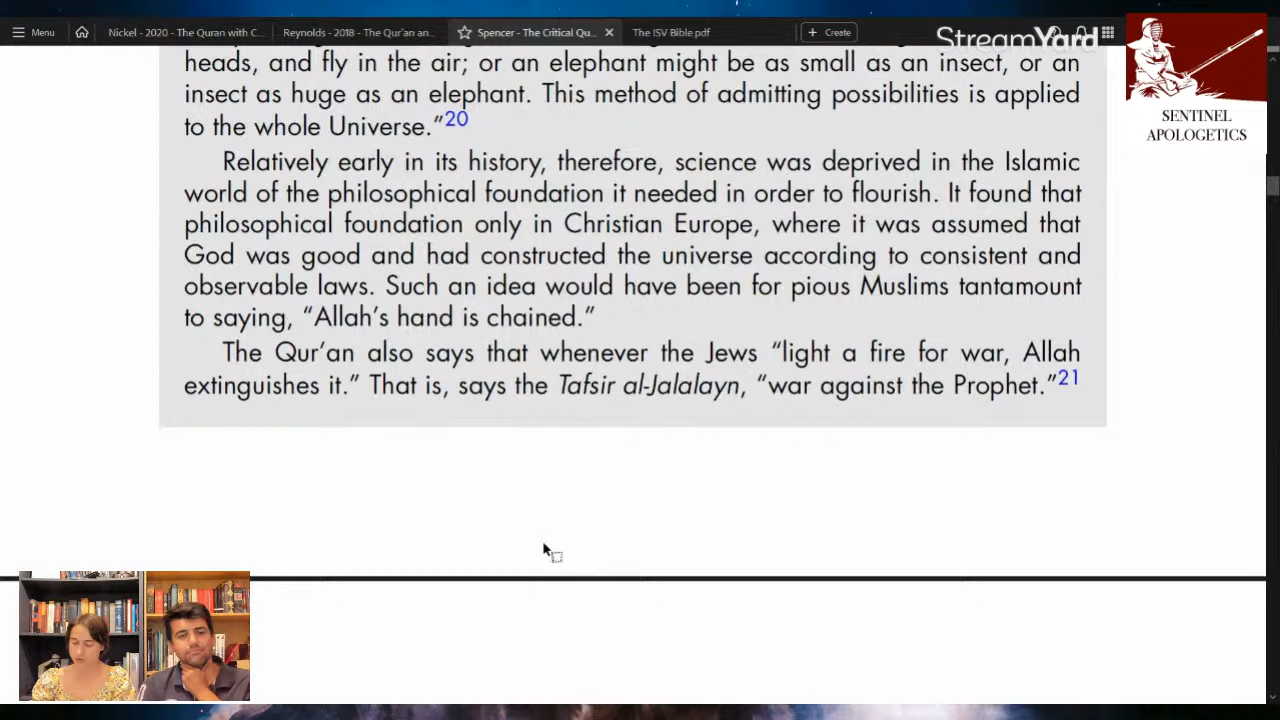 Menu
Nickel - 2020 - The Quran with C...
Reynolds - 2018 - The Qur'an an...
Spencer - The Critical Qu...
The ISV Bible.pdf
Create
StreamYard
SENTINEL
APOLOGETICS
heads, and fly in the air; or an elephant might be as small as an insect, or an
insect as huge as an elephant. This method of admitting possibilities is applied
to the whole Universe.”20
Relatively early in its history, therefore, science was deprived in the Islamic
world of the philosophical foundation it needed in order to flourish. It found that
philosophical foundation only in Christian Europe, where it was assumed that
God was good and had constructed the universe according to consistent and
observable laws. Such an idea would have been for pious Muslims tantamount
to saying, “Allah’s hand is chained.”
The Qur’an also says that whenever the Jews “light a fire for war, Allah
extinguishes it.” That is, says the Tafsir al-Jalalayn, “war against the Prophet.”21